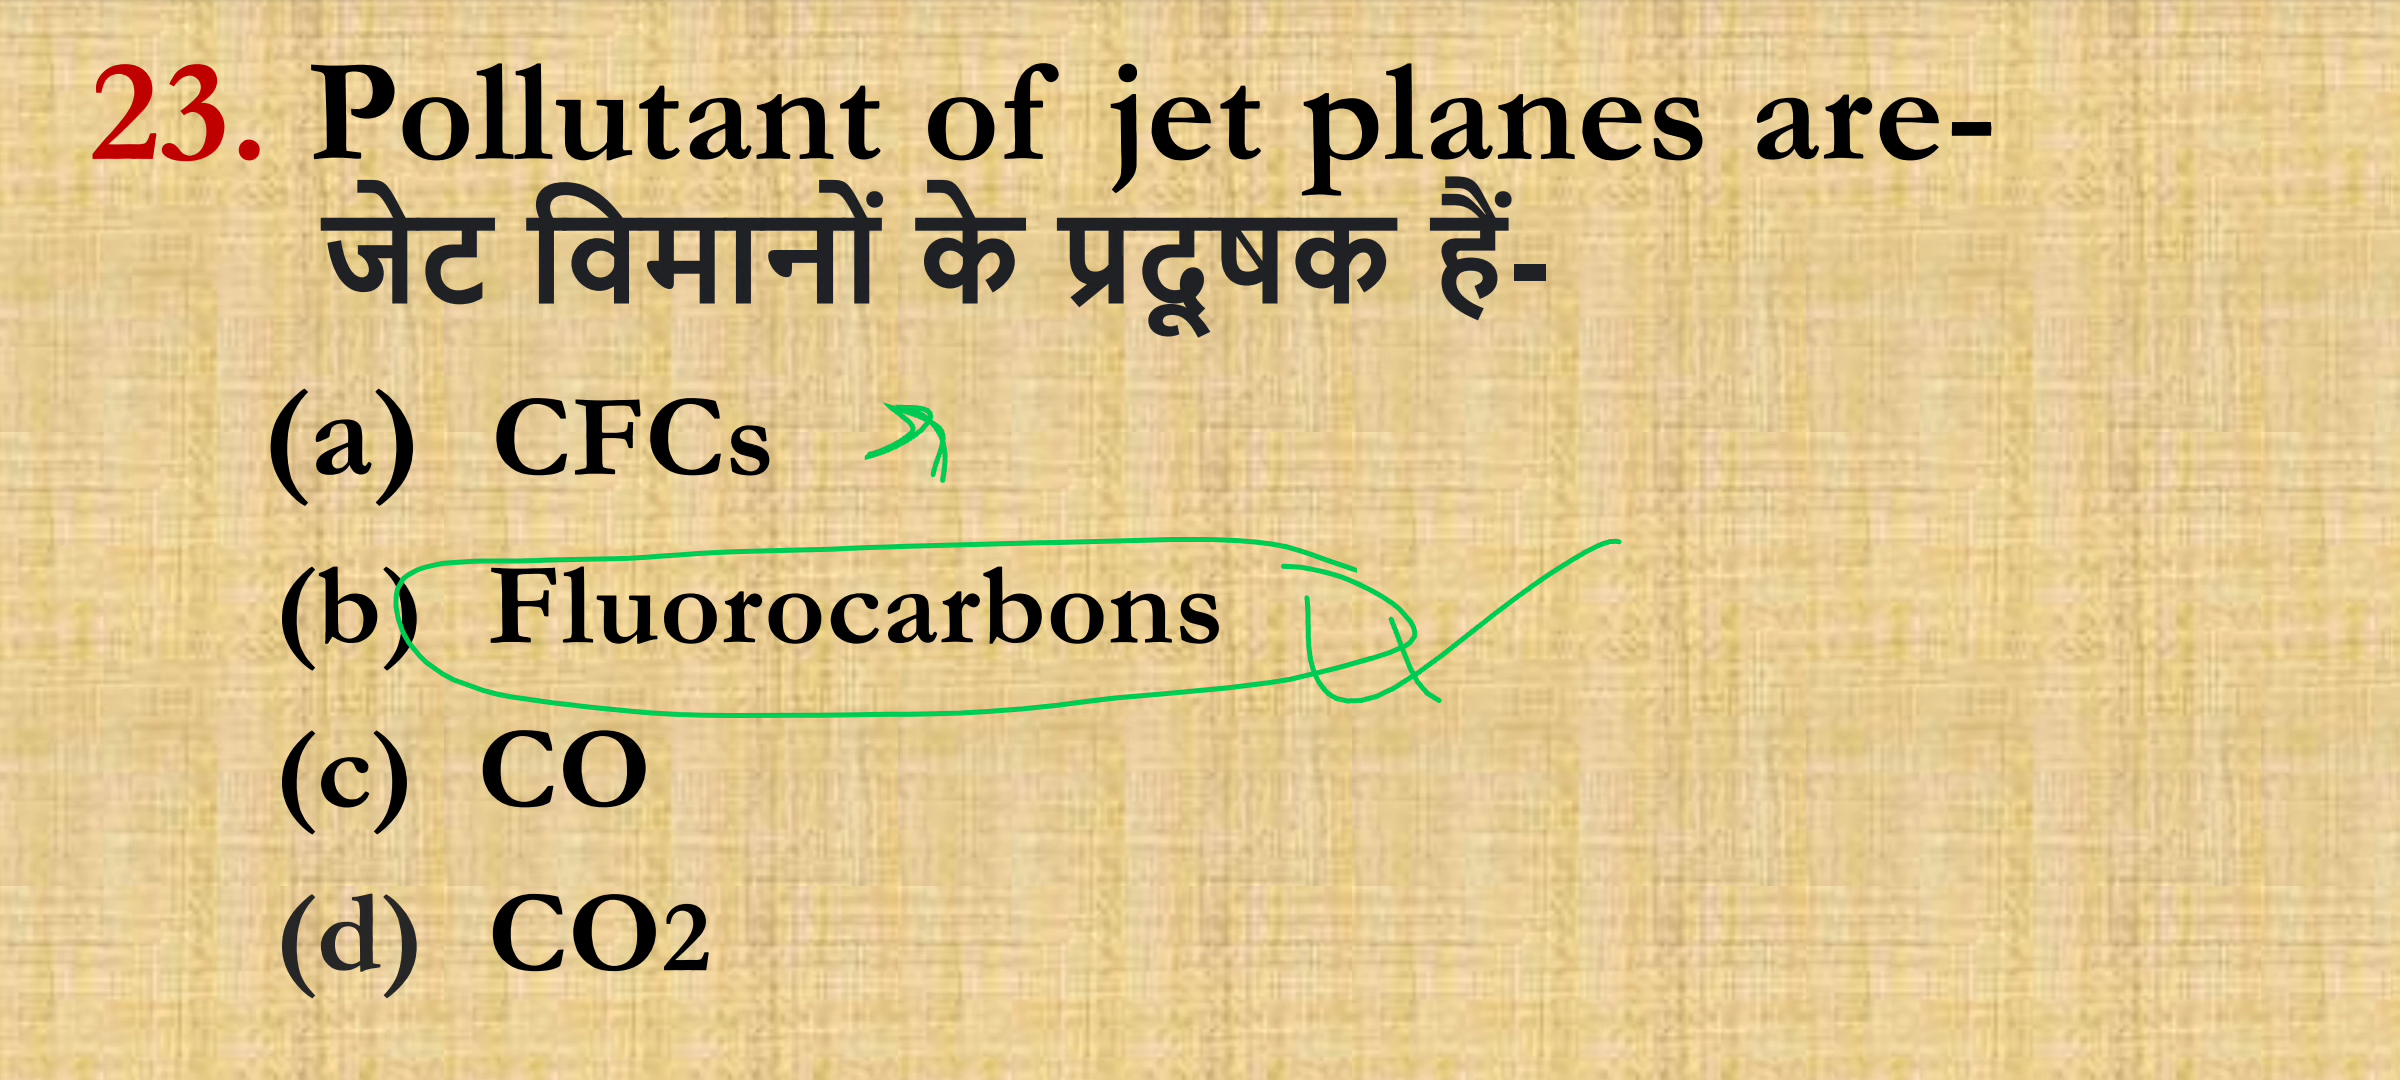 23. Pollutant of jet planes are-
जेट विमानों के प्रदूषक हैं-
(a) CFCs
(b) Fluorocarbons
(c) CO
(d) CO2